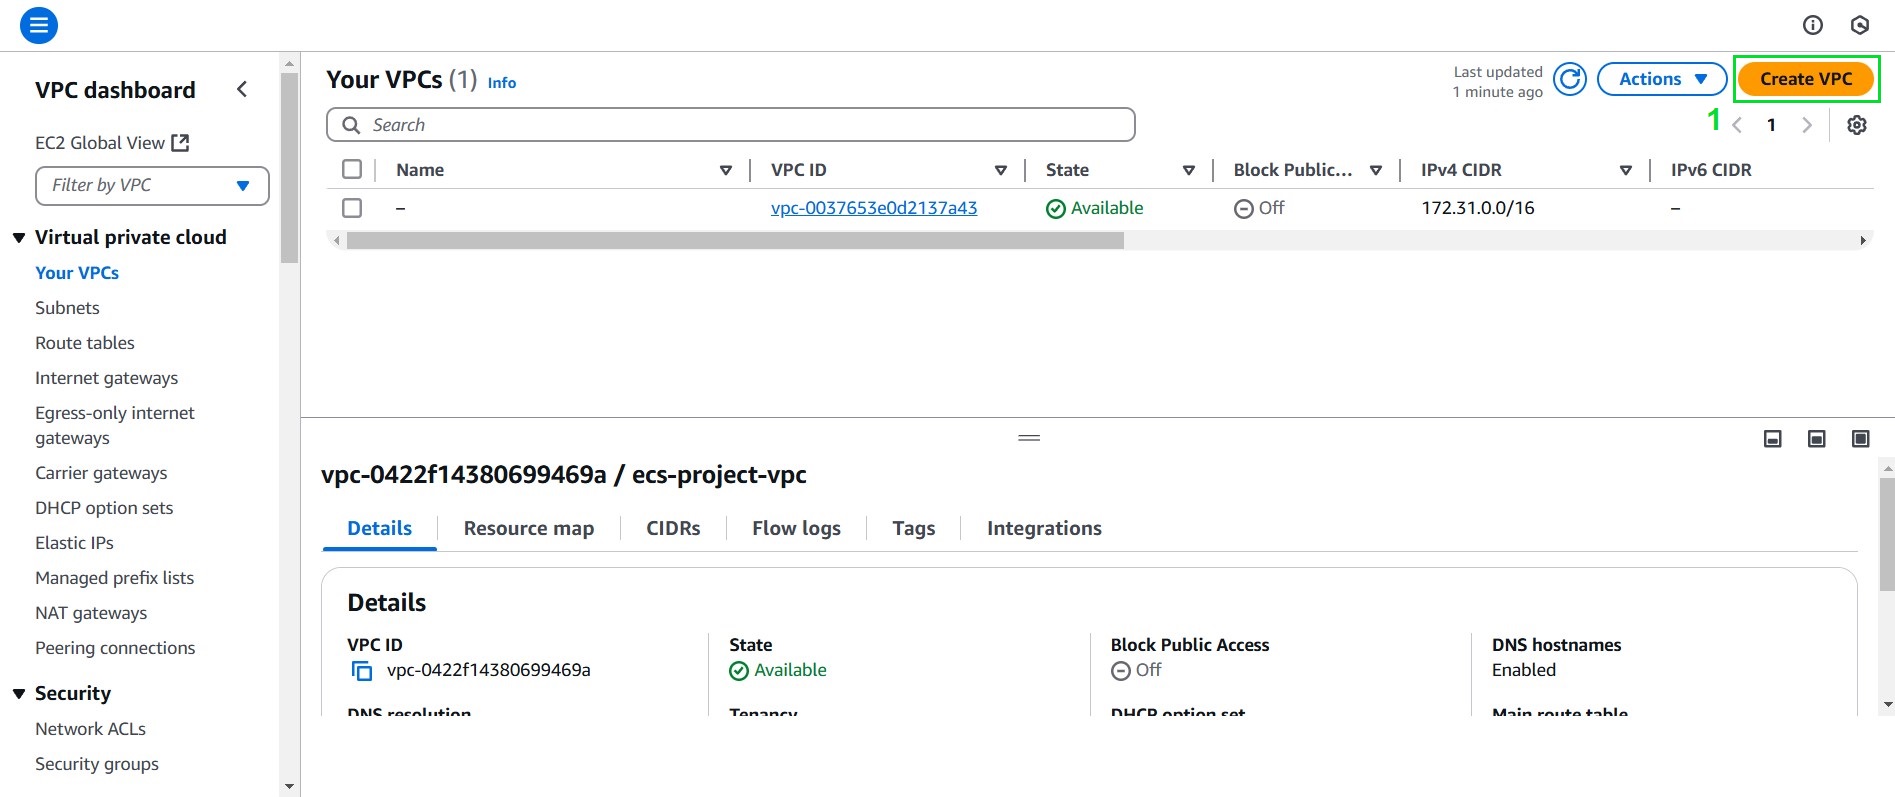 VPC dashboard
EC2 Global View
Filter by VPC
Virtual private cloud
Your VPCs
Subnets
Route tables
Internet gateways
Egress-only internet
gateways
Carrier gateways
DHCP option sets
Elastic IPs
Managed prefix lists
NAT gateways
Peering connections
Security
Network ACLs
Security groups
Your VPCs (1) Info
Last updated
1 minute ago
Actions
Create VPC
Search
1
1
Name VPC ID State Block Public... IPv4 CIDR IPv6 CIDR
– vpc-0037653e0d2137a43 Available Off 172.31.0.0/16 –
vpc-0422f14380699469a / ecs-project-vpc
Details Resource map CIDRs Flow logs Tags Integrations
Details
VPC ID State Block Public Access DNS hostnames
vpc-0422f14380699469a Available Off Enabled
DNS resolution Tenancy DHCP option set Main route table